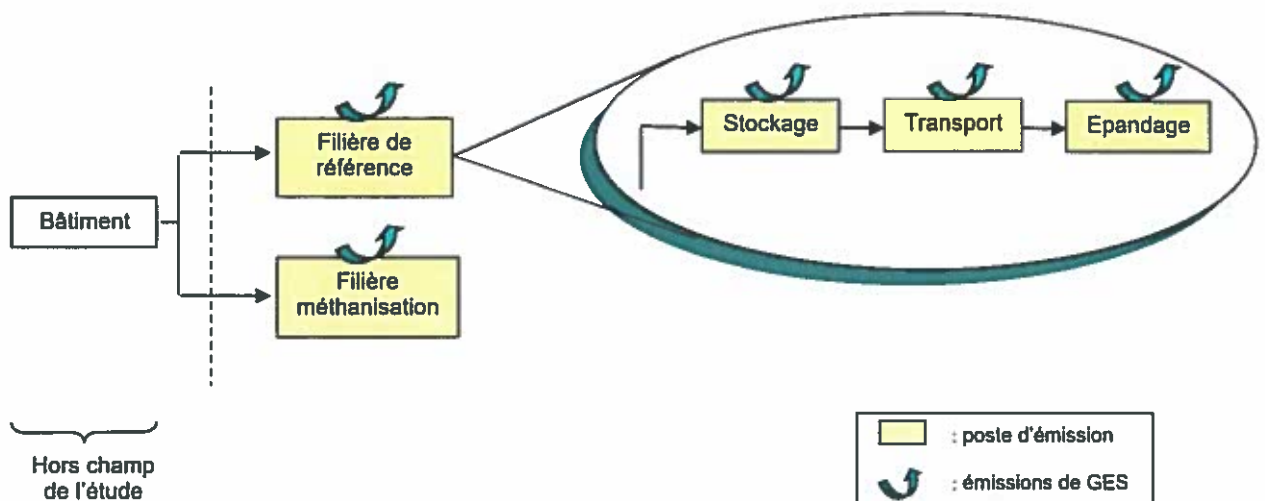 Bâtiment
Filière de
référence
Filière
méthanisation
Stockage
Transport
Epandage
Hors champ
de l'étude
: poste d'émission
: émissions de GES